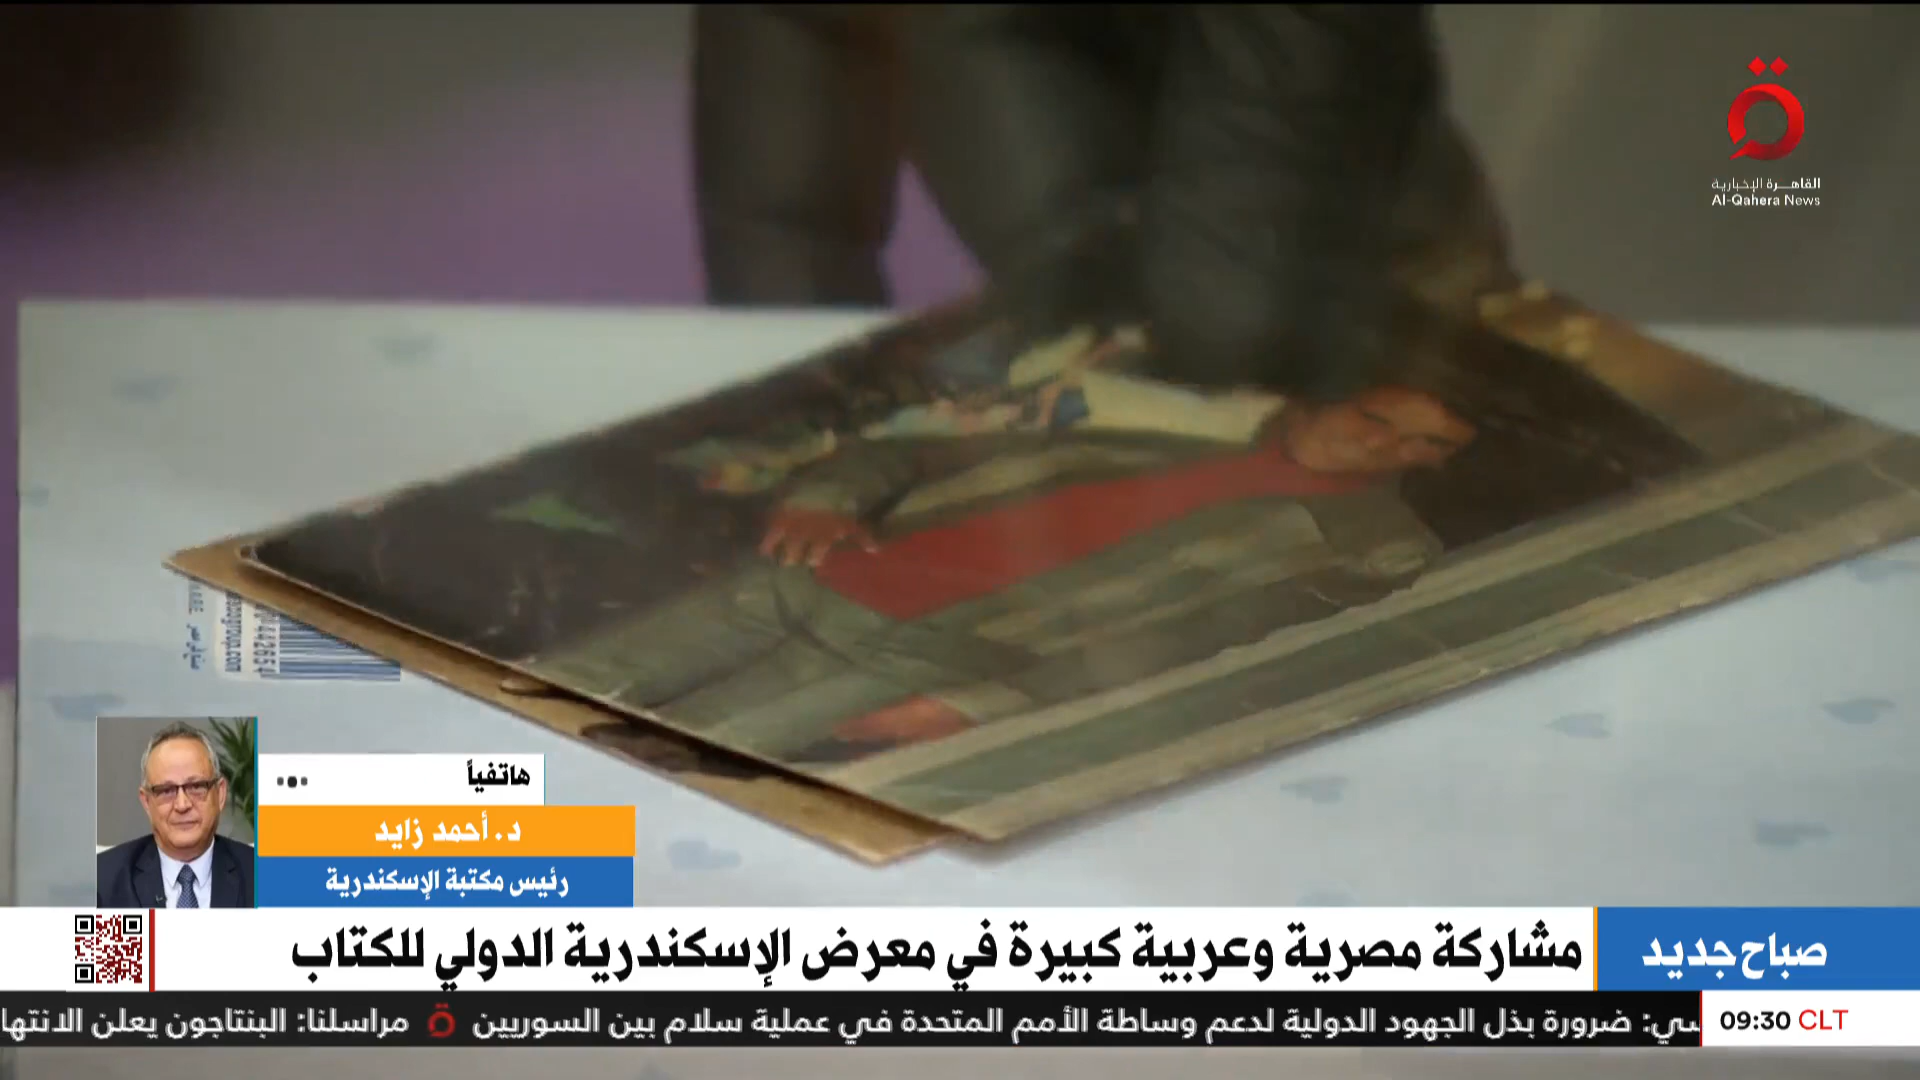 القاهرة الإخبارية
Al-Qahera News
هاتفياً
د. أحمد زايد
رئيس مكتبة الإسكندرية
صباح جديد
مشاركة مصرية وعربية كبيرة في معرض الإسكندرية الدولي للكتاب
09:30 CLT
ضرورة بذل الجهود الدولية لدعم وساطة الأمم المتحدة في عملية سلام بين السوريين
مراسلنا: البنتاجون يعلن